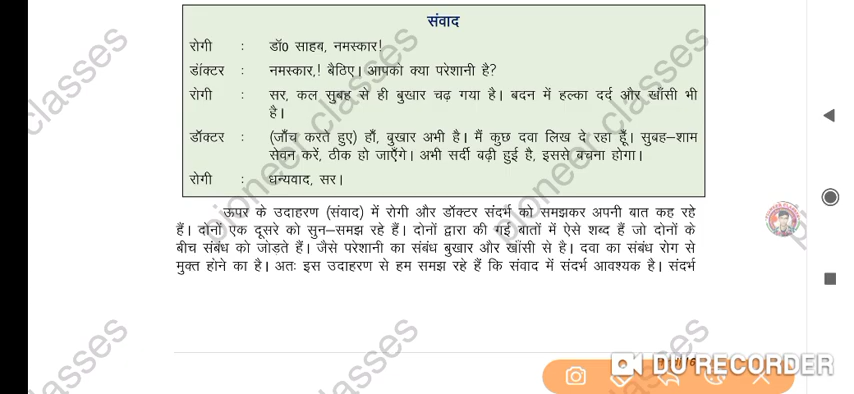 संवाद
रोगी : डॉ0 साहब, नमस्कार!
डॉक्टर : नमस्कार,! बैठिए। आपको क्या परेशानी है?
रोगी : सर, कल सुबह से ही बुखार चढ़ गया है। बदन में हल्का दर्द और खाँसी भी
है।
डॉक्टर : (जाँच करते हुए) हाँ, बुखार अभी है। मैं कुछ दवा लिख दे रहा हूँ। सुबह–शाम
सेवन करें, ठीक हो जाएँगे। अभी सर्दी बढ़ी हुई है, इससे बचना होगा।
रोगी : धन्यवाद, सर।
ऊपर के उदाहरण (संवाद) में रोगी और डॉक्टर संदर्भ को समझकर अपनी बात कह रहे
हैं। दोनों एक दूसरे को सुन–समझ रहे हैं। दोनों द्वारा की गई बातों में ऐसे शब्द हैं जो दोनों के
बीच संबंध को जोड़ते हैं। जैसे परेशानी का संबंध बुखार और खाँसी से है। दवा का संबंध रोग से
मुक्त होने का है। अतः इस उदाहरण से हम समझ रहे हैं कि संवाद में संदर्भ आवश्यक है। संदर्भ
pioneer classes
DU RECORDER